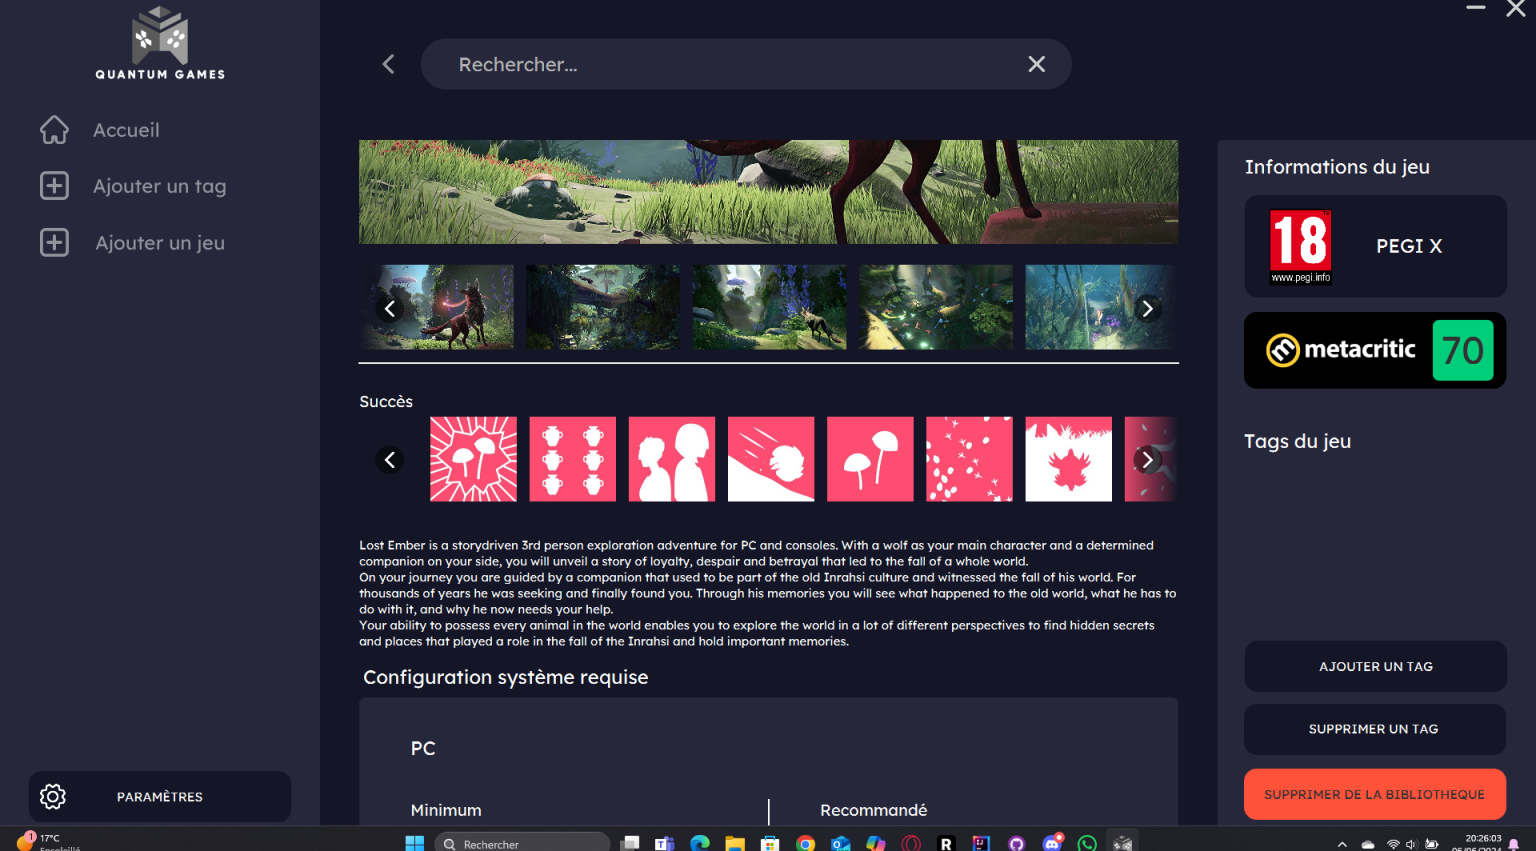 QUANTUM GAMES
Accueil
Ajouter un tag
Ajouter un jeu
PARAMÈTRES
Rechercher...
Succès
Lost Ember is a storydriven 3rd person exploration adventure for PC and consoles. With a wolf as your main character and a determined
companion on your side, you will unveil a story of loyalty, despair and betrayal that led to the fall of a whole world.
On your journey you are guided by a companion that used to be part of the old Inrahsi culture and witnessed the fall of his world. For
thousands of years he was seeking and finally found you. Through his memories you will see what happened to the old world, what he has to
do with it, and why he now needs your help.
Your ability to possess every animal in the world enables you to explore the world in a lot of different perspectives to find hidden secrets
and places that played a role in the fall of the Inrahsi and hold important memories.
Configuration système requise
PC
Minimum
Recommandé
Informations du jeu
18
www.pegi.info
PEGI X
metacritic
70
Tags du jeu
AJOUTER UN TAG
SUPPRIMER UN TAG
SUPPRIMER DE LA BIBLIOTHEQUE
1
17°C
Ensoleillé
Rechercher
20:26:03